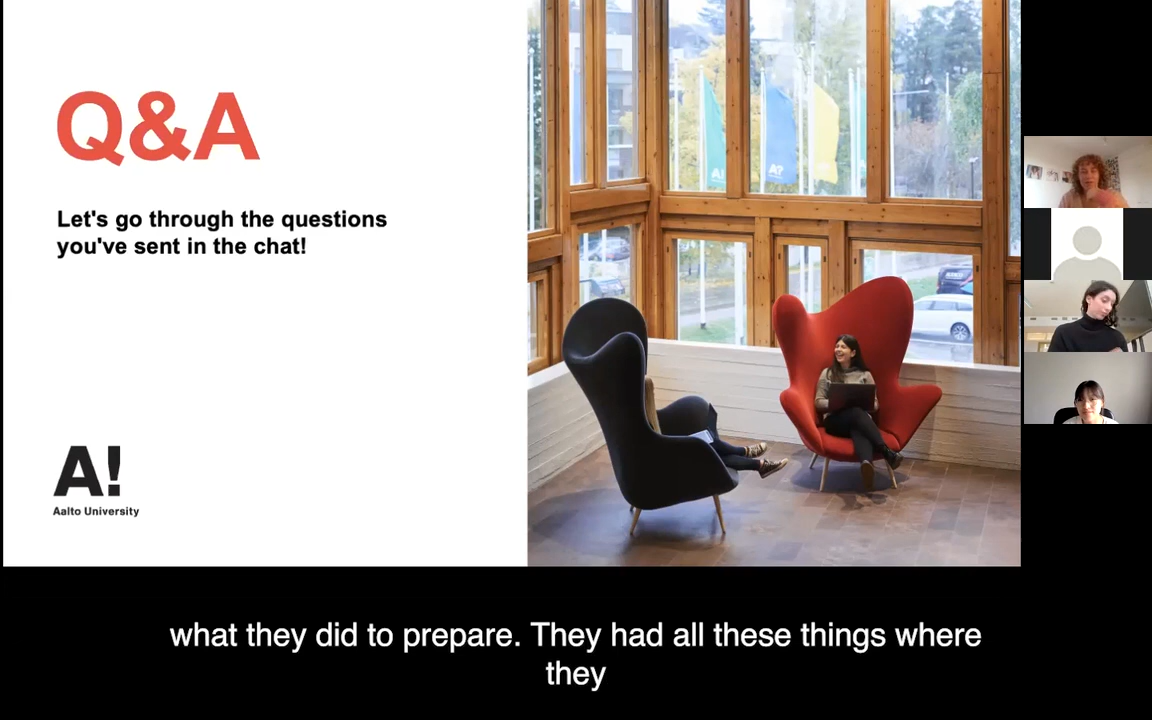 Q&A
Let's go through the questions
you've sent in the chat!
A!
Aalto University
A!
A?
what they did to prepare. They had all these things where
they